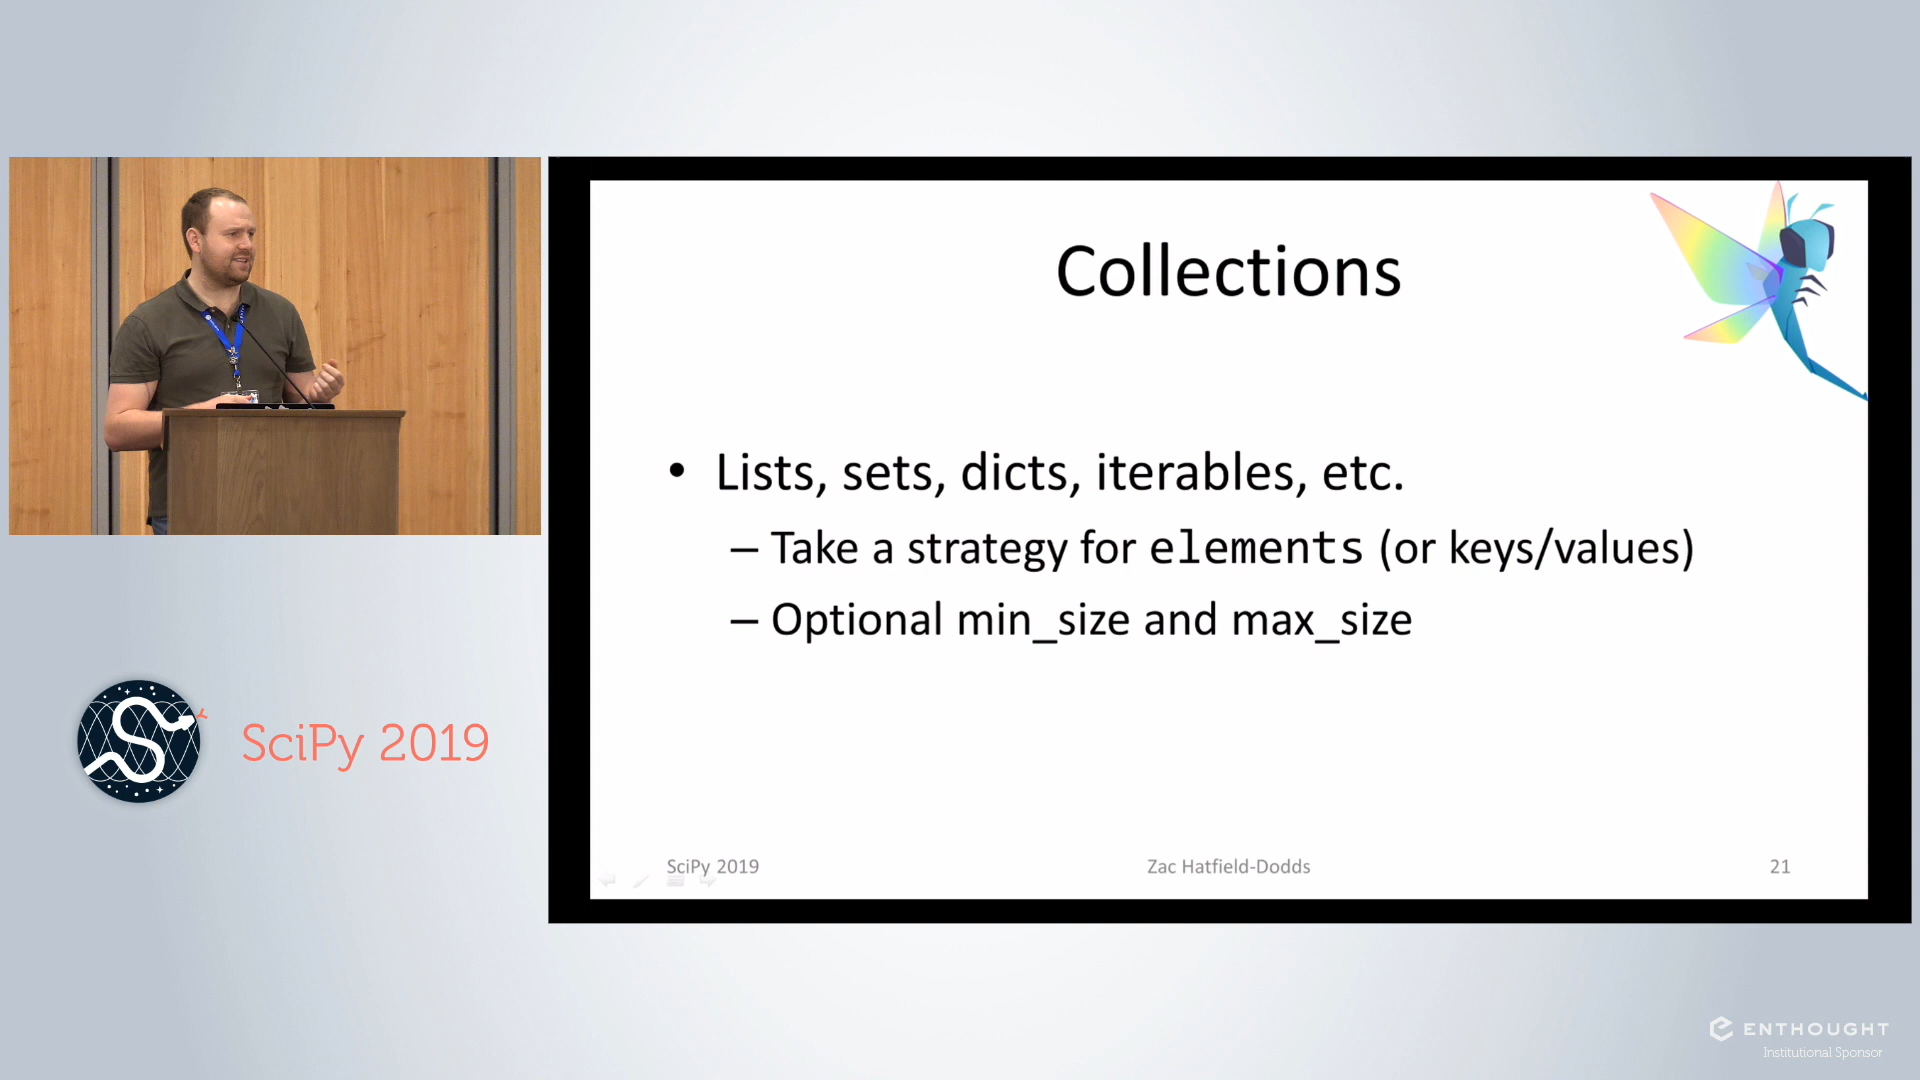 Collections
• Lists, sets, dicts, iterables, etc.
– Take a strategy for elements (or keys/values)
– Optional min_size and max_size
SciPy 2019
Zac Hatfield-Dodds
21
SciPy 2019
ENTHOUGHT
Institutional Sponsor